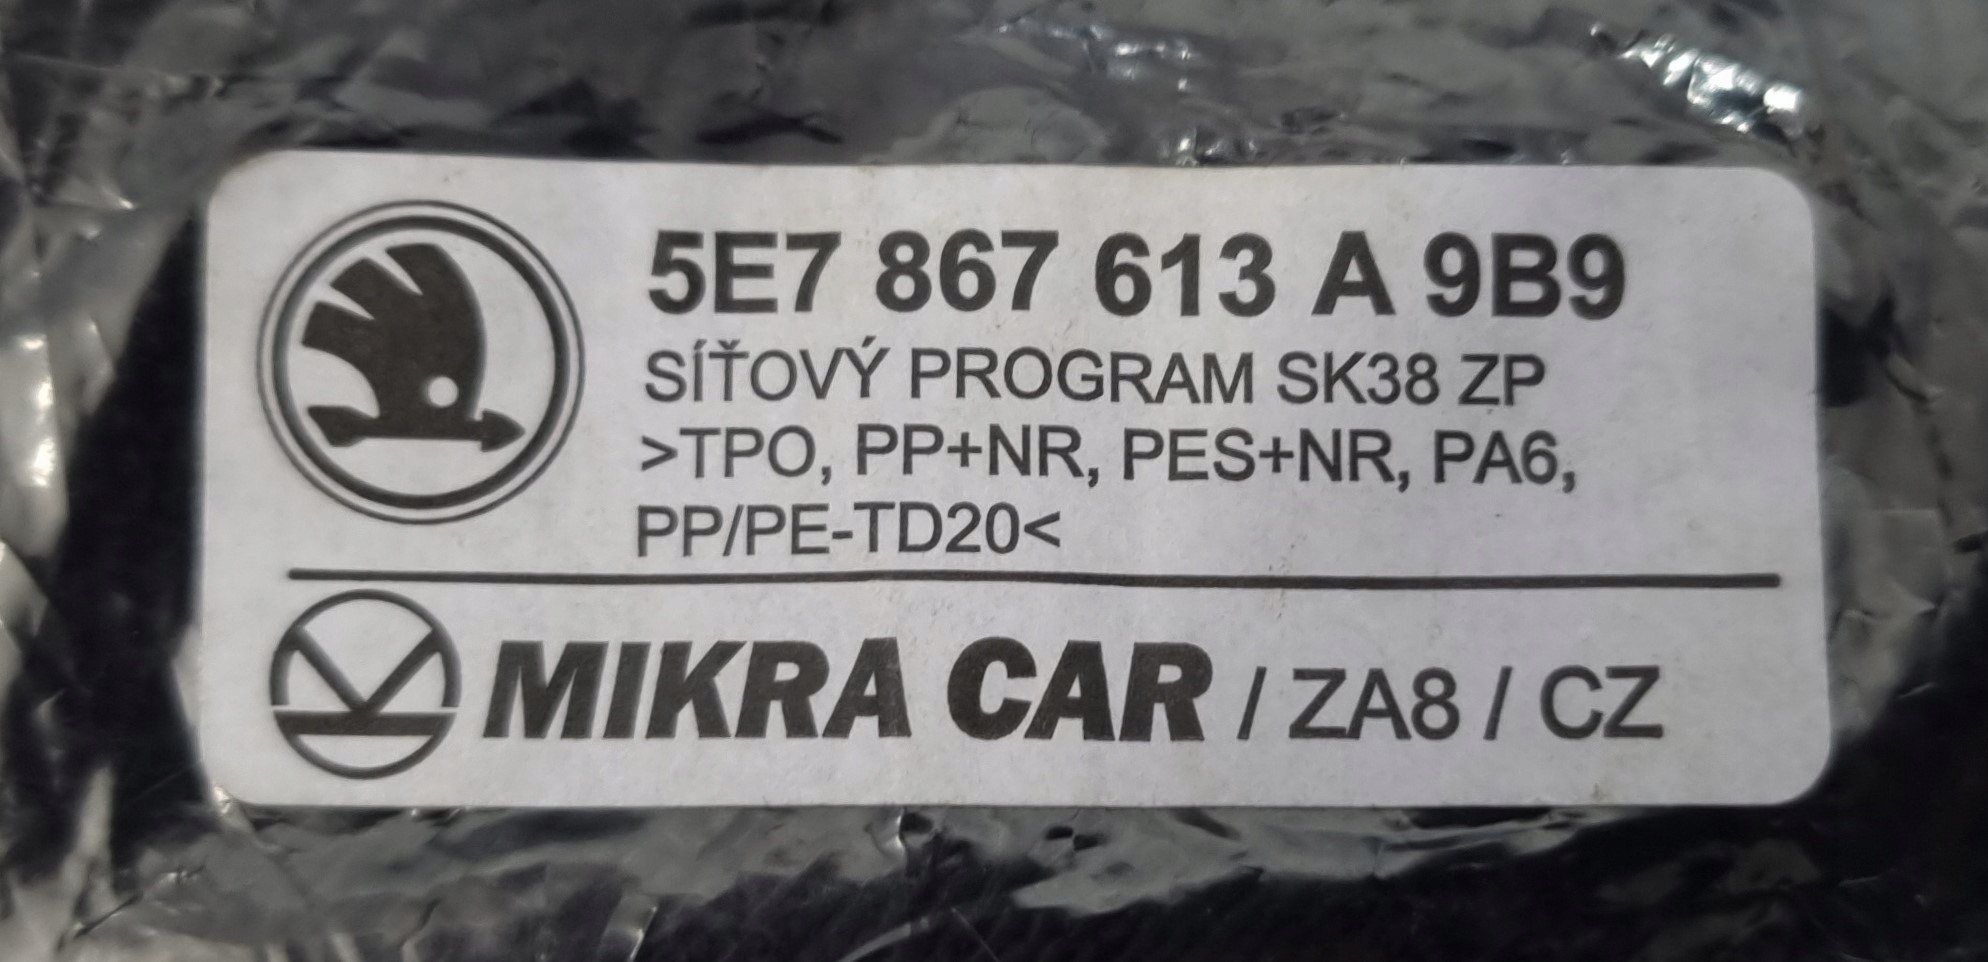 5E7 867 613 A 9B9
SÍŤOVÝ PROGRAM SK38 ZP
>TPO, PP+NR, PES+NR, PA6,
PP/PE-TD20<
MIKRA CAR / ZA8 / CZ